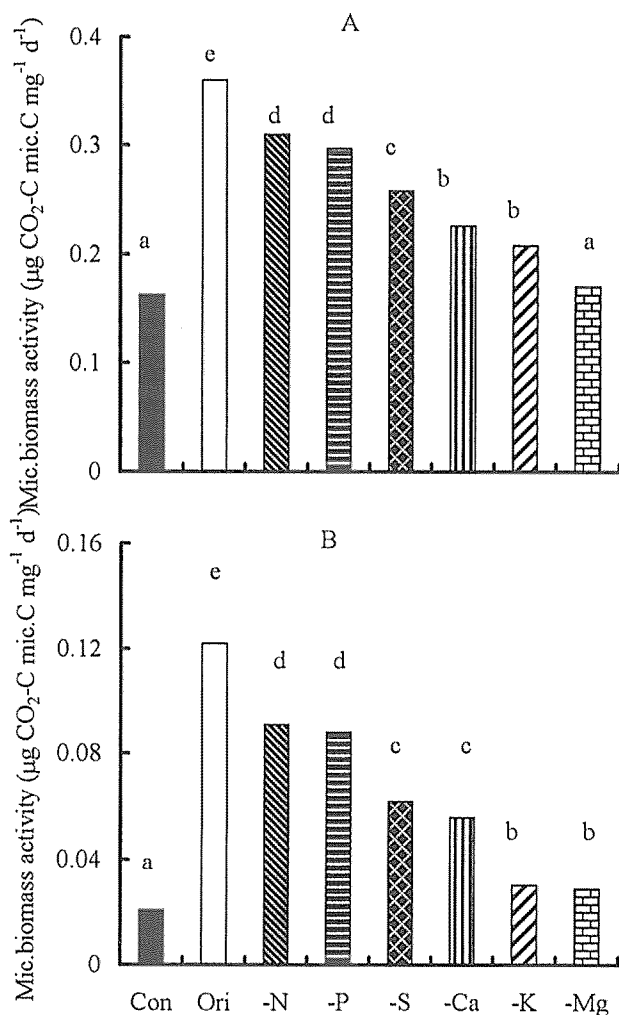 A
Mic.biomass activity (µg CO₂-C mic.C mg⁻¹ d⁻¹)
0.4
0.3
0.2
0.1
0
a
e
d
d
c
b
b
a
B
Mic.biomass activity (µg CO₂-C mic.C mg⁻¹ d⁻¹)
0.16
0.12
0.08
0.04
0
a
e
d
d
c
c
b
b
Con Ori -N -P -S -Ca -K -Mg